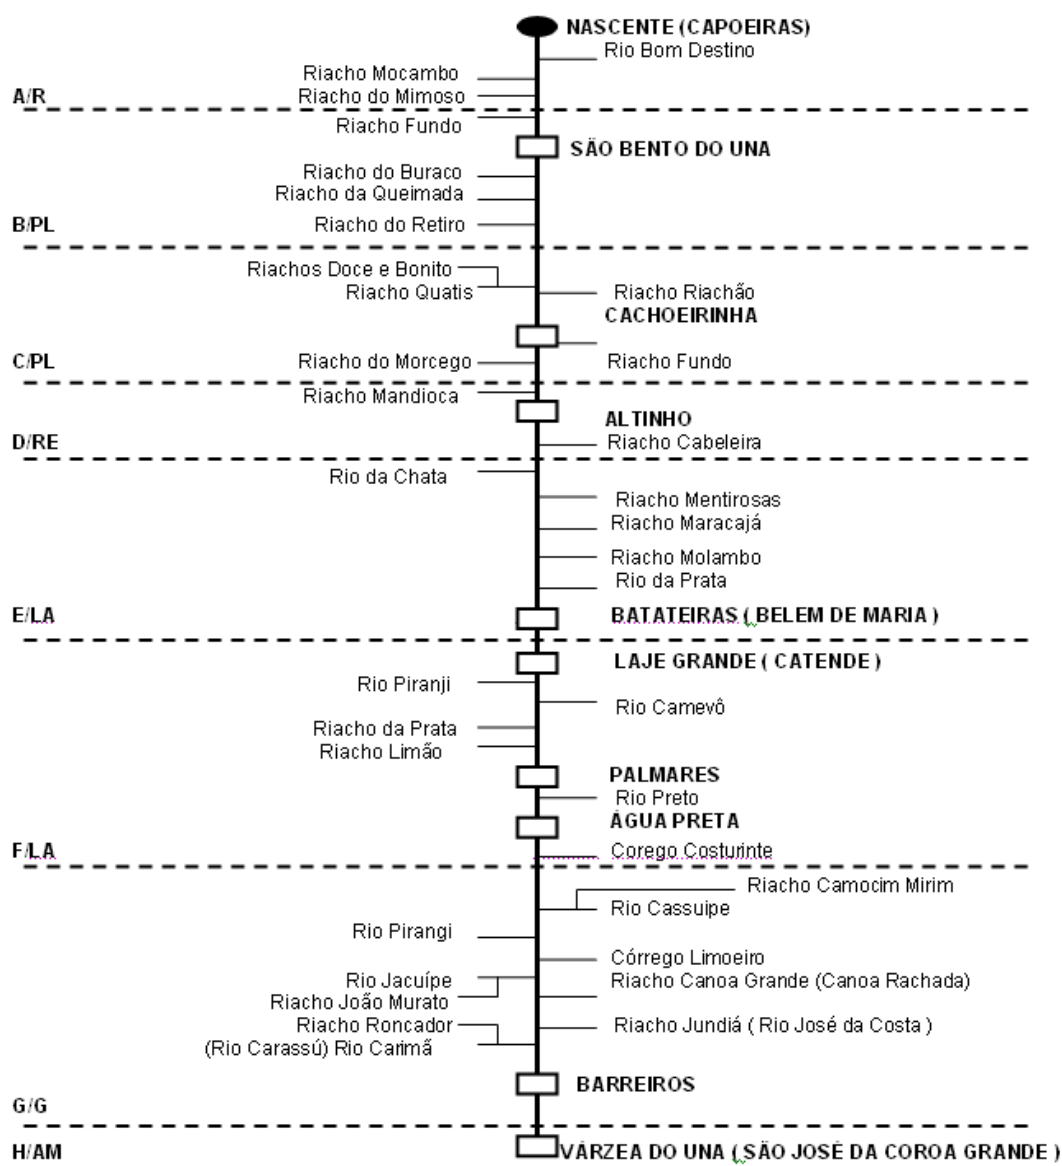 NASCENTE (CAPOEIRAS)
Rio Bom Destino
Riacho Mocambo
A/R
Riacho do Mimoso
Riacho Fundo
SÃO BENTO DO UNA
Riacho do Buraco
Riacho da Queimada
B/PL
Riacho do Retiro
Riachos Doce e Bonito
Riacho Quatis
Riacho Riachão
CACHOEIRINHA
C/PL
Riacho do Morcego
Riacho Fundo
Riacho Mandioca
ALTINHO
D/RE
Riacho Cabeleira
Rio da Chata
Riacho Mentirosas
Riacho Maracajá
Riacho Molambo
Rio da Prata
E/LA
BATATEIRAS ( BELEM DE MARIA )
LAJE GRANDE ( CATENDE )
Rio Piranji
Rio Camevô
Riacho da Prata
Riacho Limão
PALMARES
Rio Preto
ÁGUA PRETA
F/LA
Corego Costurinte
Riacho Camocim Mirim
Rio Cassuipe
Rio Pirangi
Córrego Limoeiro
Rio Jacuípe
Riacho Canoa Grande (Canoa Rachada)
Riacho João Murato
Riacho Roncador
Riacho Jundiá ( Rio José da Costa )
(Rio Carassú) Rio Carimã
BARREIROS
G/G
H/AM
VÁRZEA DO UNA ( SÃO JOSÉ DA COROA GRANDE )